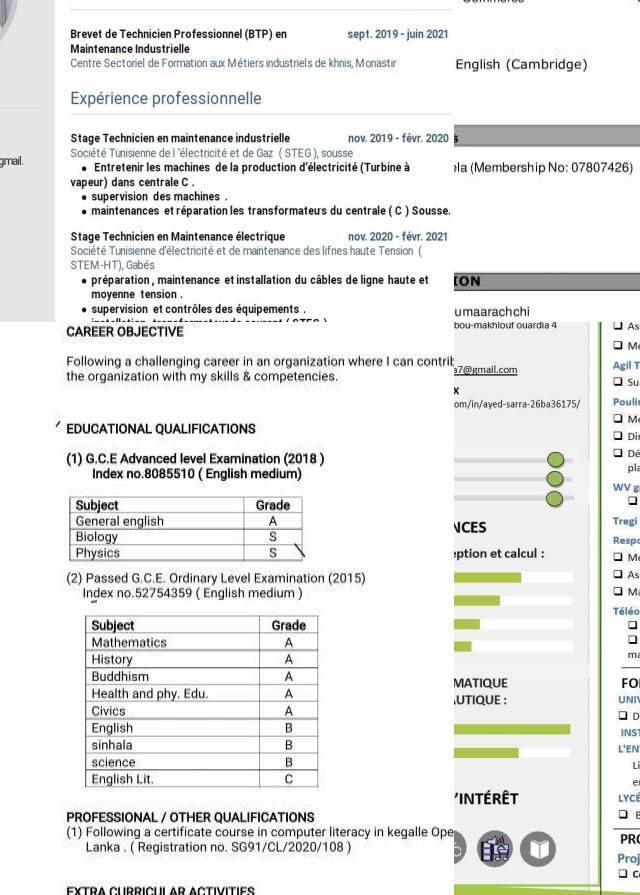 Brevet de Technicien Professionnel (BTP) en sept. 2019 - juin 2021
Maintenance Industrielle
Centre Sectoriel de Formation aux Métiers industriels de khnis, Monastir
Expérience professionnelle
Stage Technicien en maintenance industrielle nov. 2019 - févr. 2020
Société Tunisienne de l 'électricité et de Gaz ( STEG ), sousse
• Entretenir les machines de la production d'électricité (Turbine à
vapeur) dans centrale C .
• supervision des machines .
• maintenances et réparation les transformateurs du centrale ( C ) Sousse.
Stage Technicien en Maintenance électrique nov. 2020 - févr. 2021
Société Tunisienne d'électricité et de maintenance des lifnes haute Tension (
STEM-HT), Gabés
• préparation , maintenance et installation du câbles de ligne haute et
moyenne tension .
• supervision et contrôles des équipements .
gmail.
English (Cambridge)
ela (Membership No: 07807426)
ION
umaarachchi
CAREER OBJECTIVE
Following a challenging career in an organization where I can contrib
the organization with my skills & competencies.
EDUCATIONAL QUALIFICATIONS
(1) G.C.E Advanced level Examination (2018 )
Index no.8085510 ( English medium)
Subject Grade
General english A
Biology S
Physics S
(2) Passed G.C.E. Ordinary Level Examination (2015)
Index no.52754359 ( English medium )
Subject Grade
Mathematics A
History A
Buddhism A
Health and phy. Edu. A
Civics A
English B
sinhala B
science B
English Lit. C
PROFESSIONAL / OTHER QUALIFICATIONS
(1) Following a certificate course in computer literacy in kegalle Ope
Lanka . ( Registration no. SG91/CL/2020/108 )
EXTRA CURRICULAR ACTIVITIES
bou-makhlouf ouardia 4
a7@gmail.com
x
om/in/ayed-sarra-26ba36175/
NCES
eption et calcul :
MATIQUE
AUTIQUE :
'INTÉRÊT
As
Me
Agil T
Su
Poulin
Me
Dir
Dé
pla
WV g
Tregi
Respo
Me
As
Ma
Téléo
ma
FO
UNIV
D
INST
L'EN
Li
e
LYCÉ
B
PRO
Proj